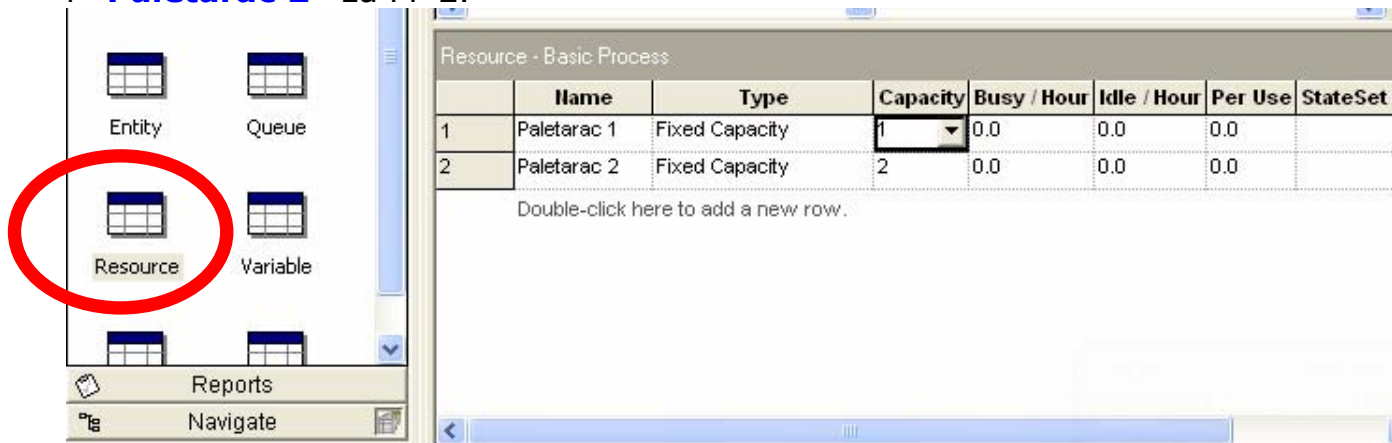 Paletarac 2
Resource - Basic Process
Name Type Capacity Busy / Hour Idle / Hour Per Use StateSet
1 Paletarac 1 Fixed Capacity 1 0.0 0.0 0.0
2 Paletarac 2 Fixed Capacity 2 0.0 0.0 0.0
Double-click here to add a new row.
Entity Queue
Resource Variable
Reports
Navigate